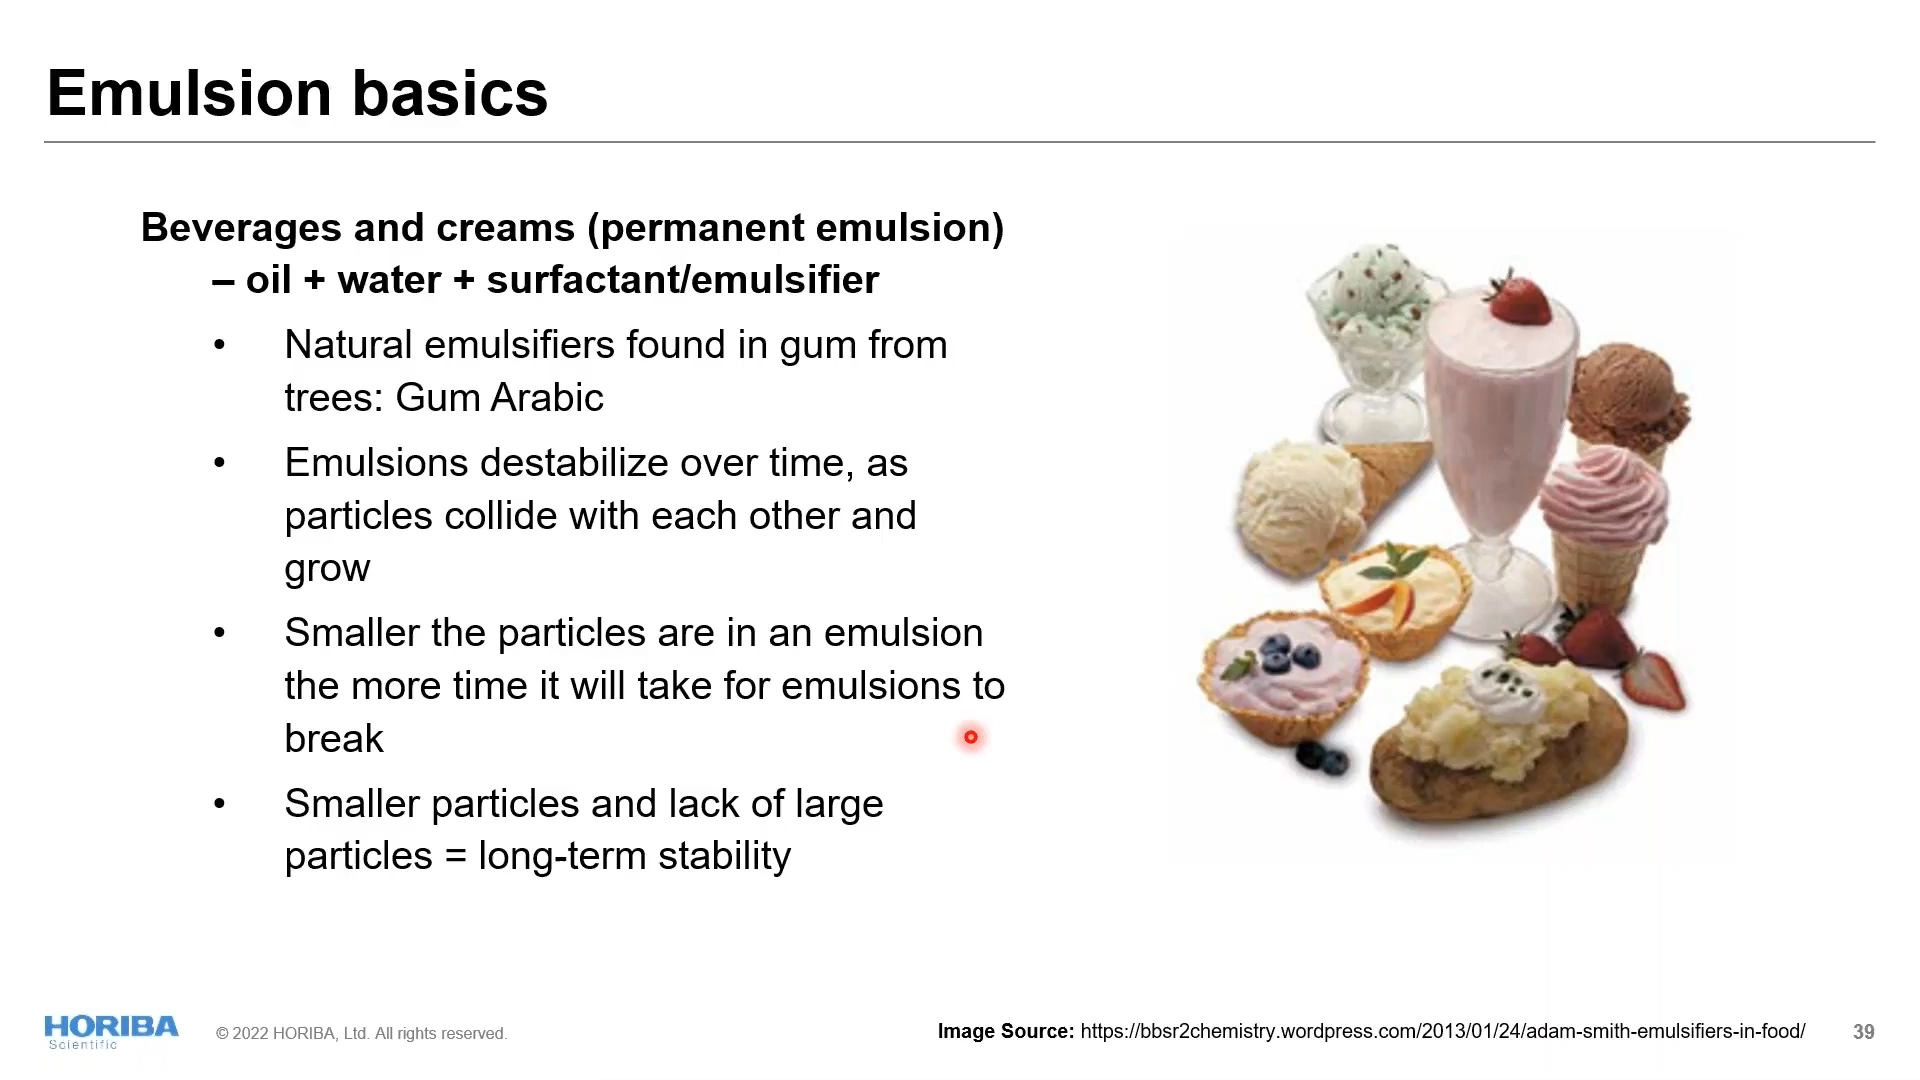 Emulsion basics
Beverages and creams (permanent emulsion)
– oil + water + surfactant/emulsifier
• Natural emulsifiers found in gum from
trees: Gum Arabic
• Emulsions destabilize over time, as
particles collide with each other and
grow
• Smaller the particles are in an emulsion
the more time it will take for emulsions to
break
• Smaller particles and lack of large
particles = long-term stability
HORIBA
Scientific
© 2022 HORIBA, Ltd. All rights reserved.
Image Source: https://bbsr2chemistry.wordpress.com/2013/01/24/adam-smith-emulsifiers-in-food/
39